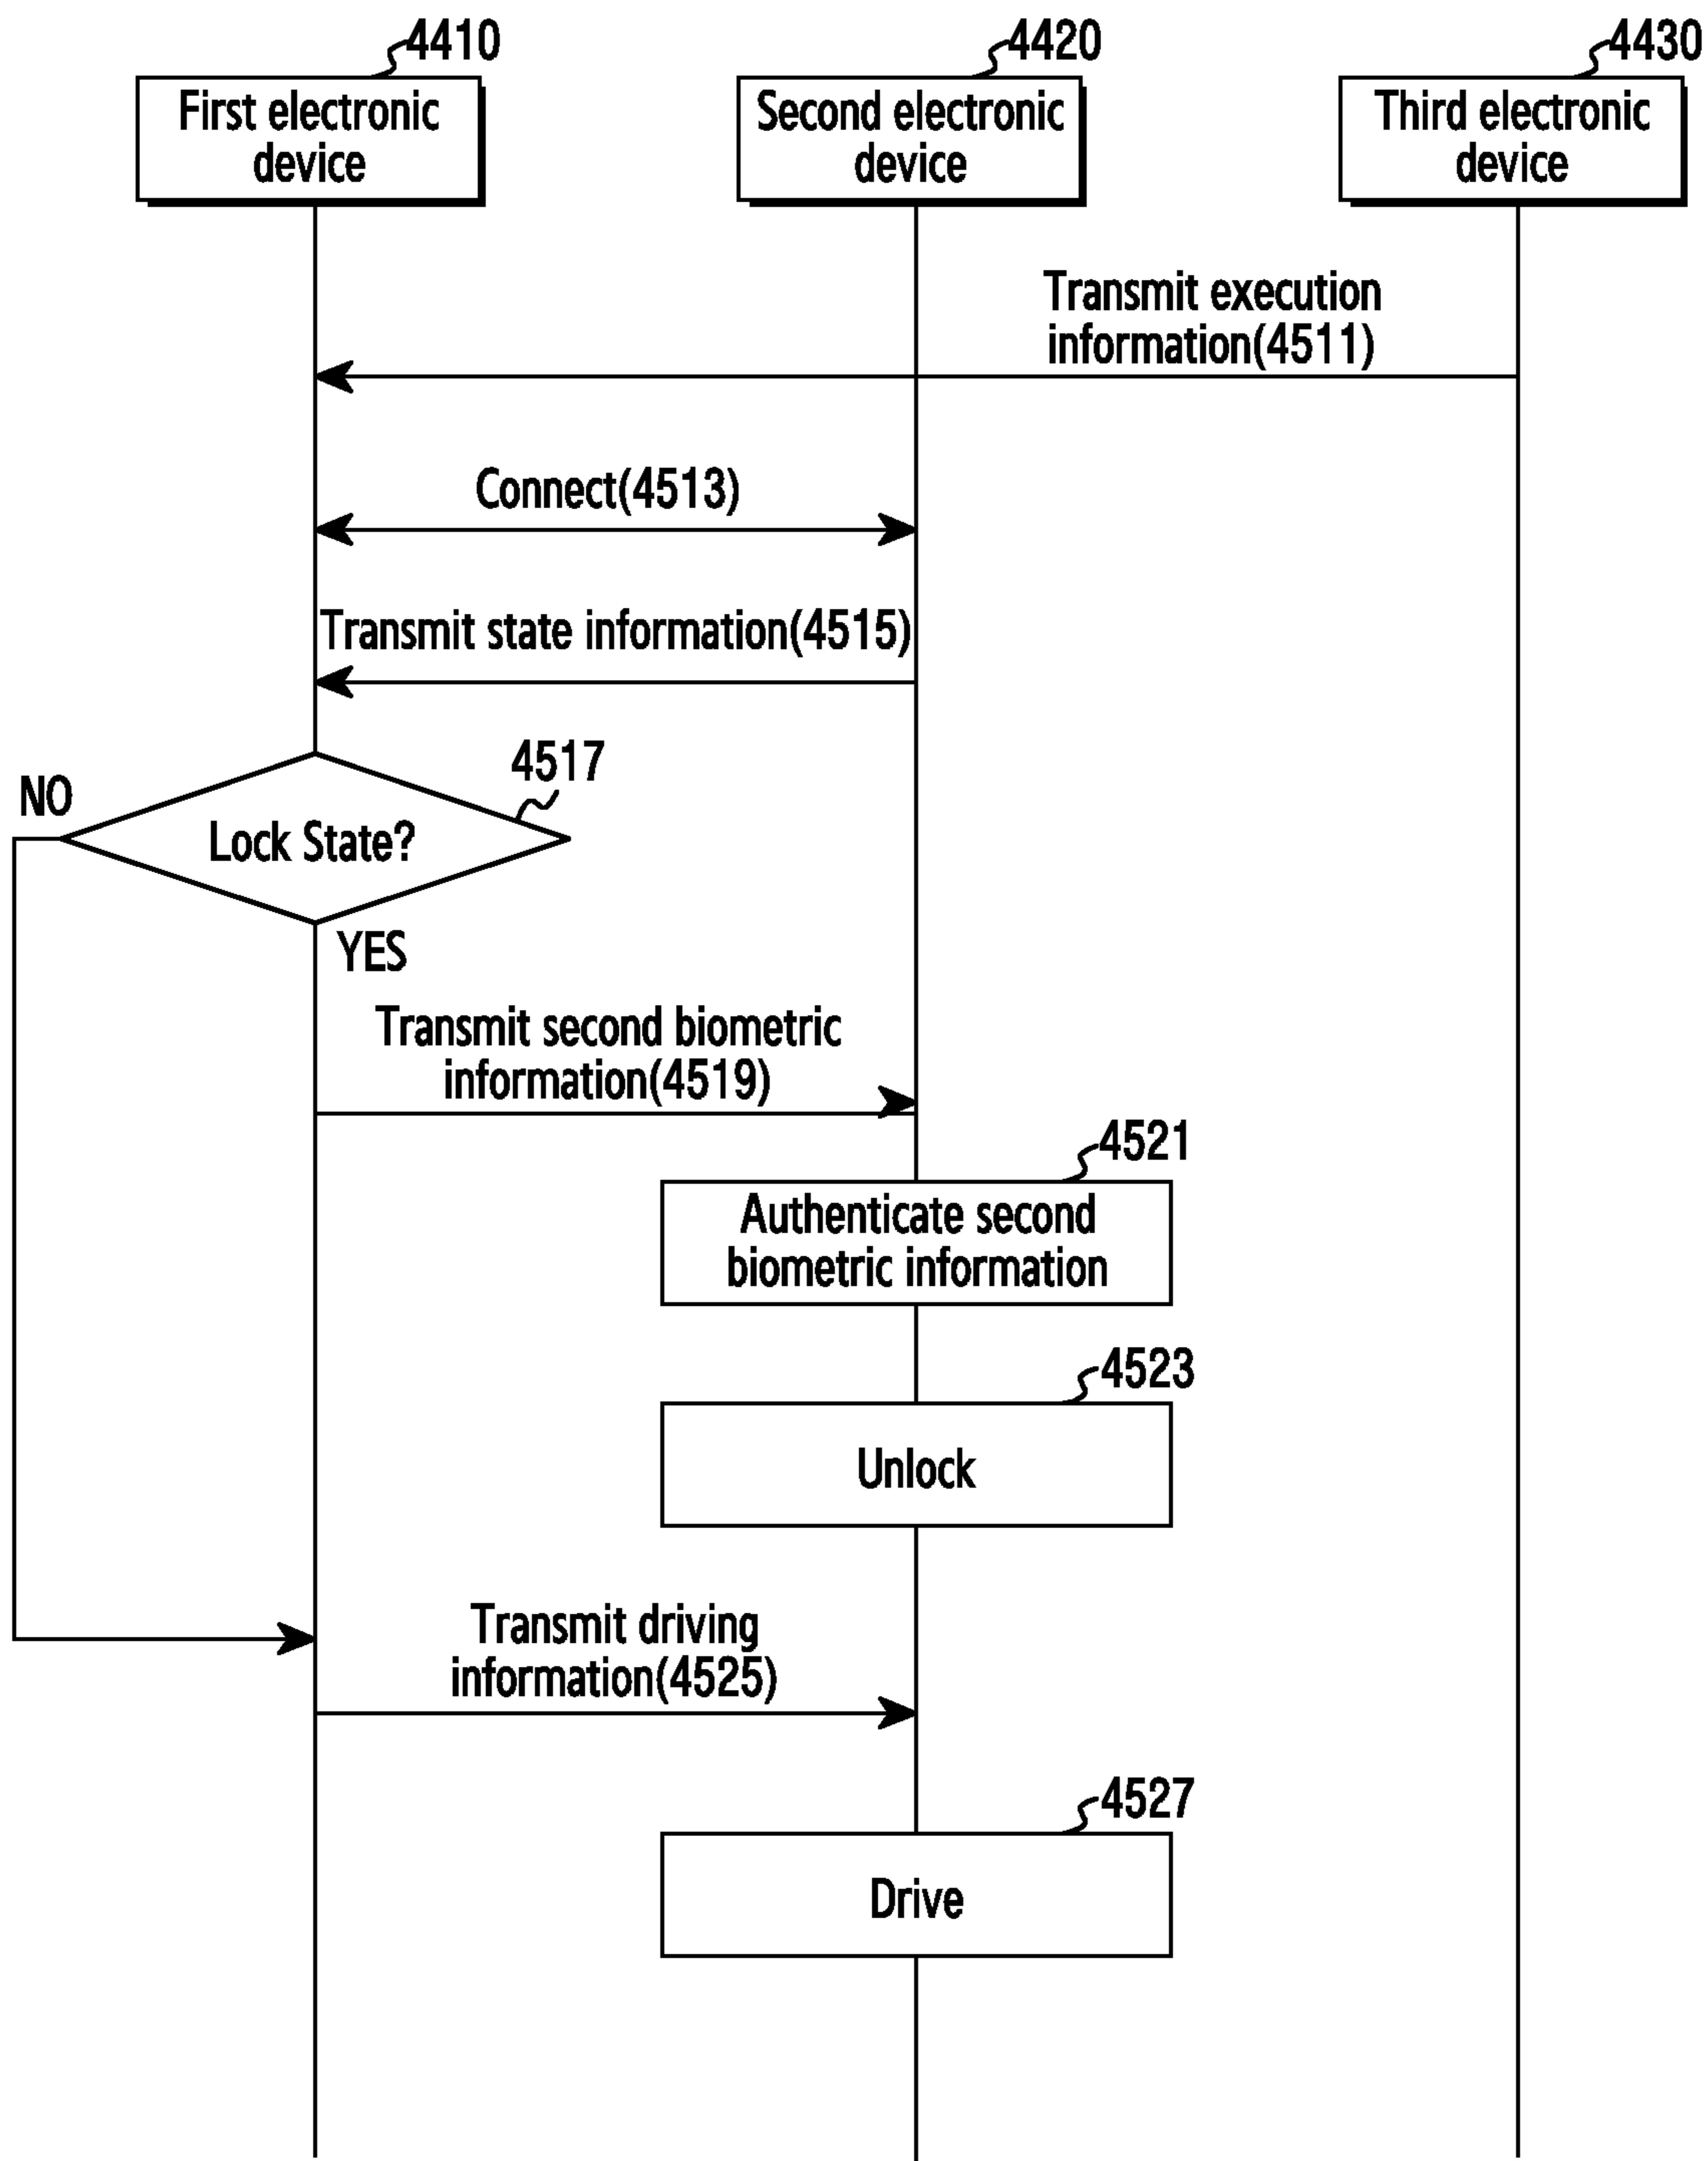 4410
4420
4430
First electronic
device
Second electronic
device
Third electronic
device
Transmit execution
information(4511)
Connect(4513)
Transmit state information(4515)
4517
NO
Lock State?
YES
Transmit second biometric
information(4519)
4521
Authenticate second
biometric information
4523
Unlock
Transmit driving
information(4525)
4527
Drive